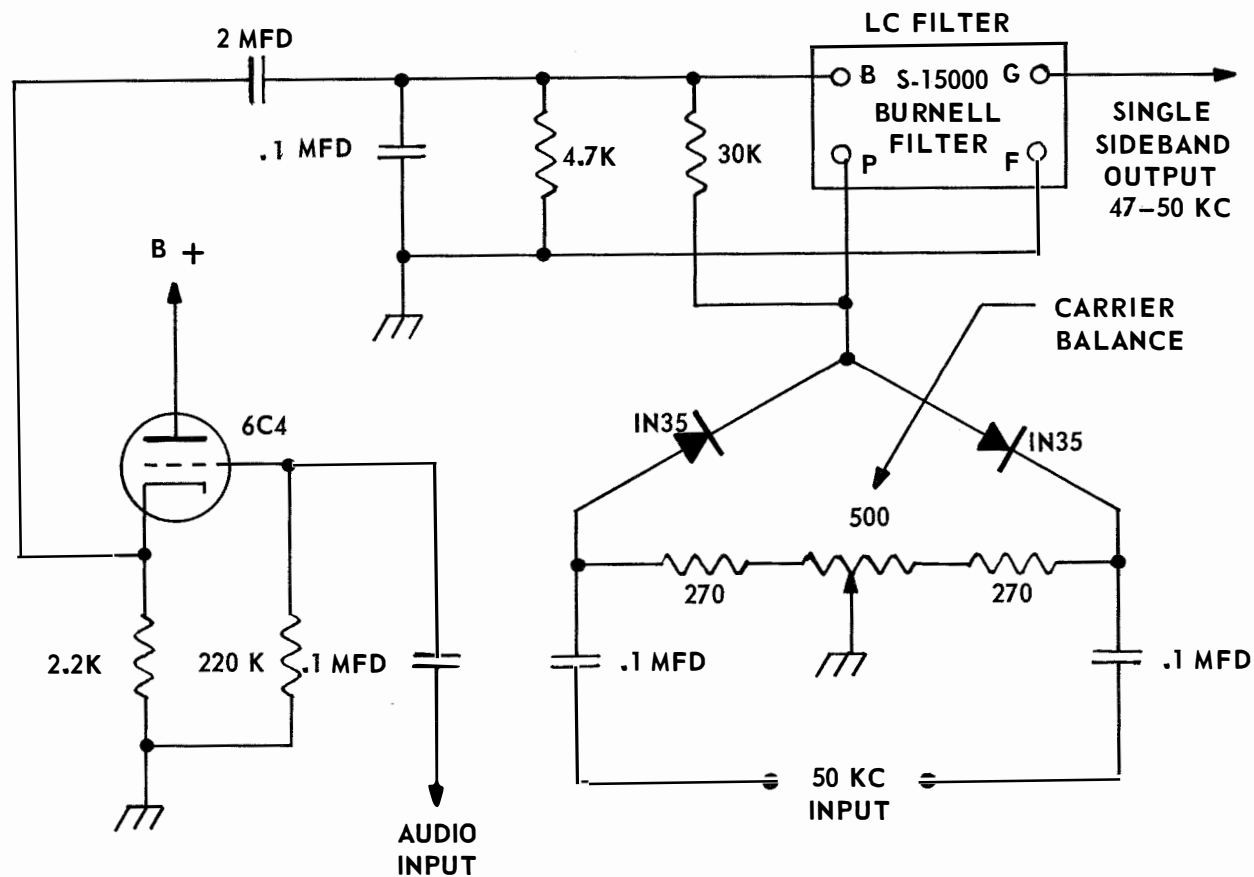 LC FILTER
2 MFD
B
S-15000
G
BURNELL
FILTER
P
F
SINGLE
SIDEBAND
OUTPUT
47-50 KC
.1 MFD
4.7K
30K
B +
CARRIER
BALANCE
6C4
IN35
IN35
500
270
270
2.2K
220 K
.1 MFD
.1 MFD
.1 MFD
50 KC
INPUT
AUDIO
INPUT